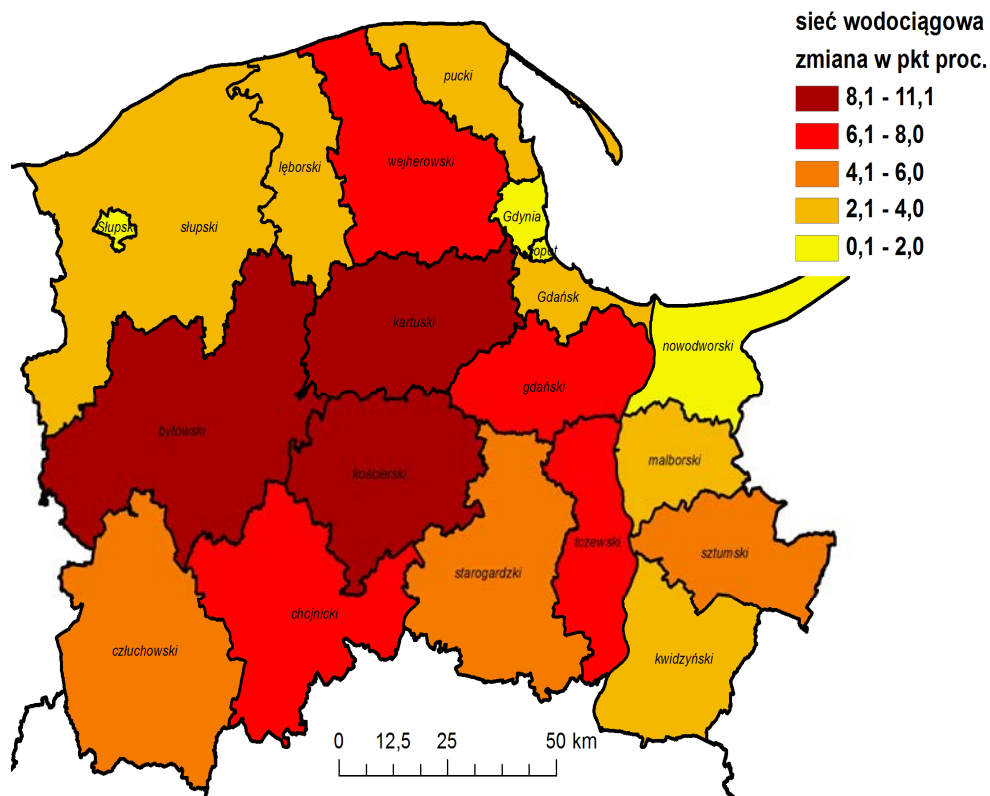 sieć wodociągowa
zmiana w pkt proc.
8,1 - 11,1
6,1 - 8,0
4,1 - 6,0
2,1 - 4,0
0,1 - 2,0
pucki
wejherowski
lęborski
Słupsk
słupski
Gdynia
opot
Gdańsk
kartuski
nowodworski
gdański
bytowski
kościerski
malborski
tczewski
sztumski
starogardzki
chojnicki
człuchowski
kwidzyński
0 12,5 25 50 km